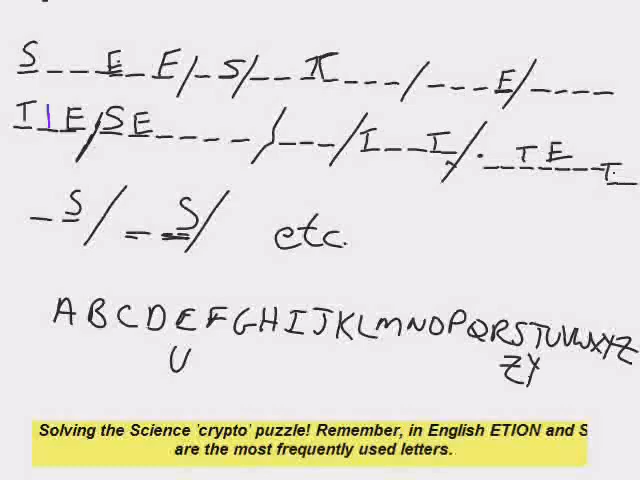 S _ _ _ E _ E / _ S / _ _ T _ _ _ / _ _ _ E / _ _ _ _
T I E / S E _ _ _ _ _ / _ _ _ / I _ _ I _ / . _ _ T E _ _ T _
_ S / _ _ S / etc.
A B C D E F G H I J K L M N O P Q R S T U V W X Y Z
U Z Y
Solving the Science 'crypto' puzzle! Remember, in English ETION and S
are the most frequently used letters.